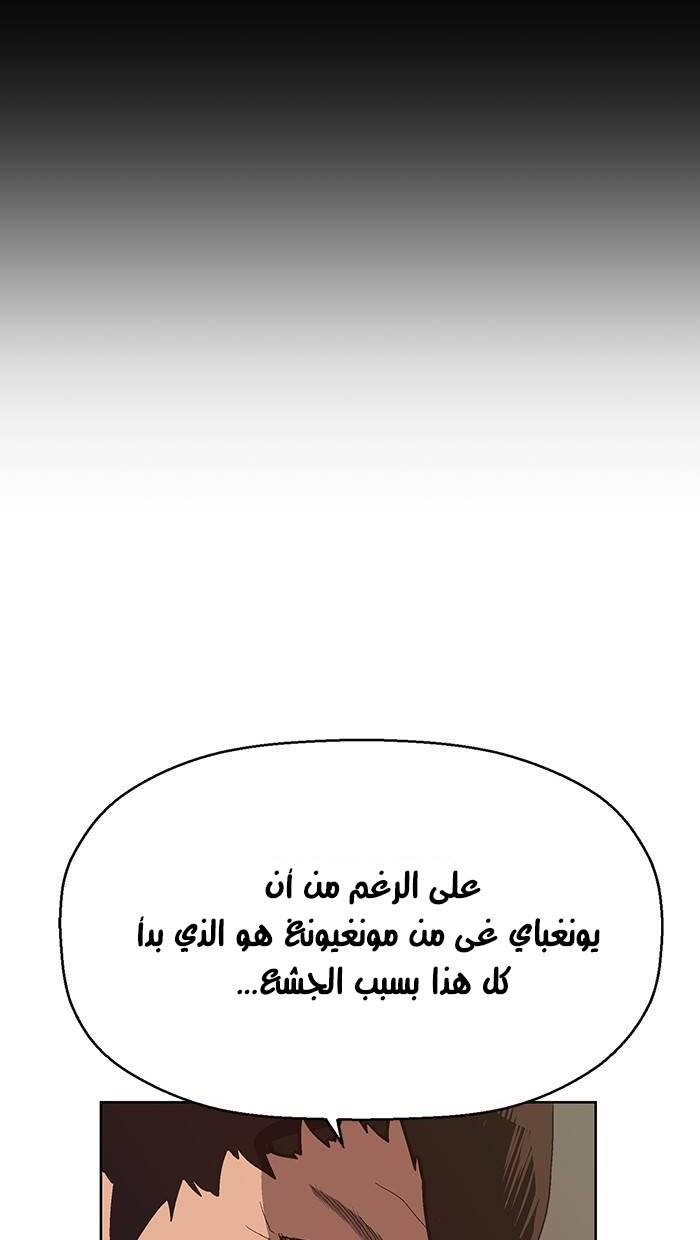 على الرغم من أن
يونغباي غى من مونغيونغ هو الذي بدأ
كل هذا بسبب الجشع...